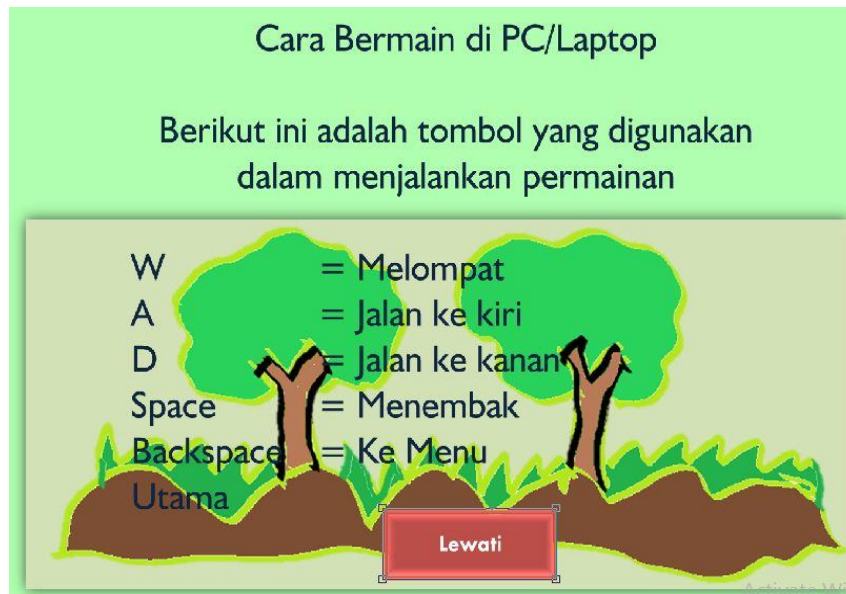 Cara Bermain di PC/Laptop
Berikut ini adalah tombol yang digunakan
dalam menjalankan permainan
W = Melompat
A = Jalan ke kiri
D = Jalan ke kanan
Space = Menembak
Backspace = Ke Menu
Utama
Lewati